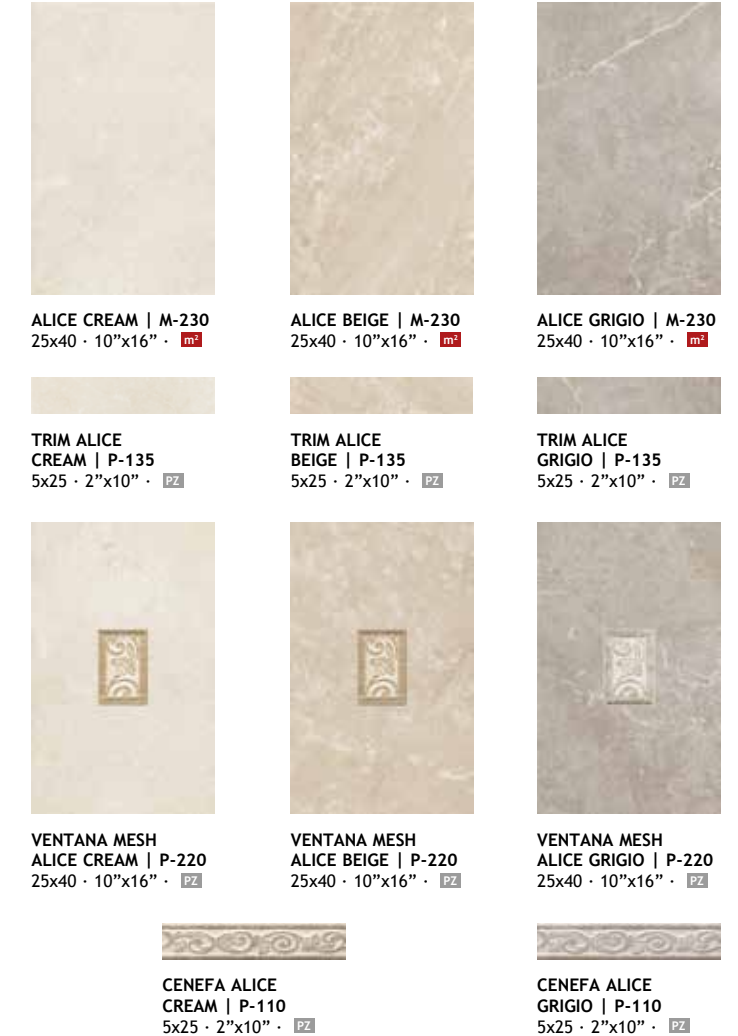 ALICE CREAM | M-230
25x40 · 10”x16” · m²
ALICE BEIGE | M-230
25x40 · 10”x16” · m²
ALICE GRIGIO | M-230
25x40 · 10”x16” · m²
TRIM ALICE
CREAM | P-135
5x25 · 2”x10” · PZ
TRIM ALICE
BEIGE | P-135
5x25 · 2”x10” · PZ
TRIM ALICE
GRIGIO | P-135
5x25 · 2”x10” · PZ
VENTANA MESH
ALICE CREAM | P-220
25x40 · 10”x16” · PZ
VENTANA MESH
ALICE BEIGE | P-220
25x40 · 10”x16” · PZ
VENTANA MESH
ALICE GRIGIO | P-220
25x40 · 10”x16” · PZ
CENEFA ALICE
CREAM | P-110
5x25 · 2”x10” · PZ
CENEFA ALICE
GRIGIO | P-110
5x25 · 2”x10” · PZ